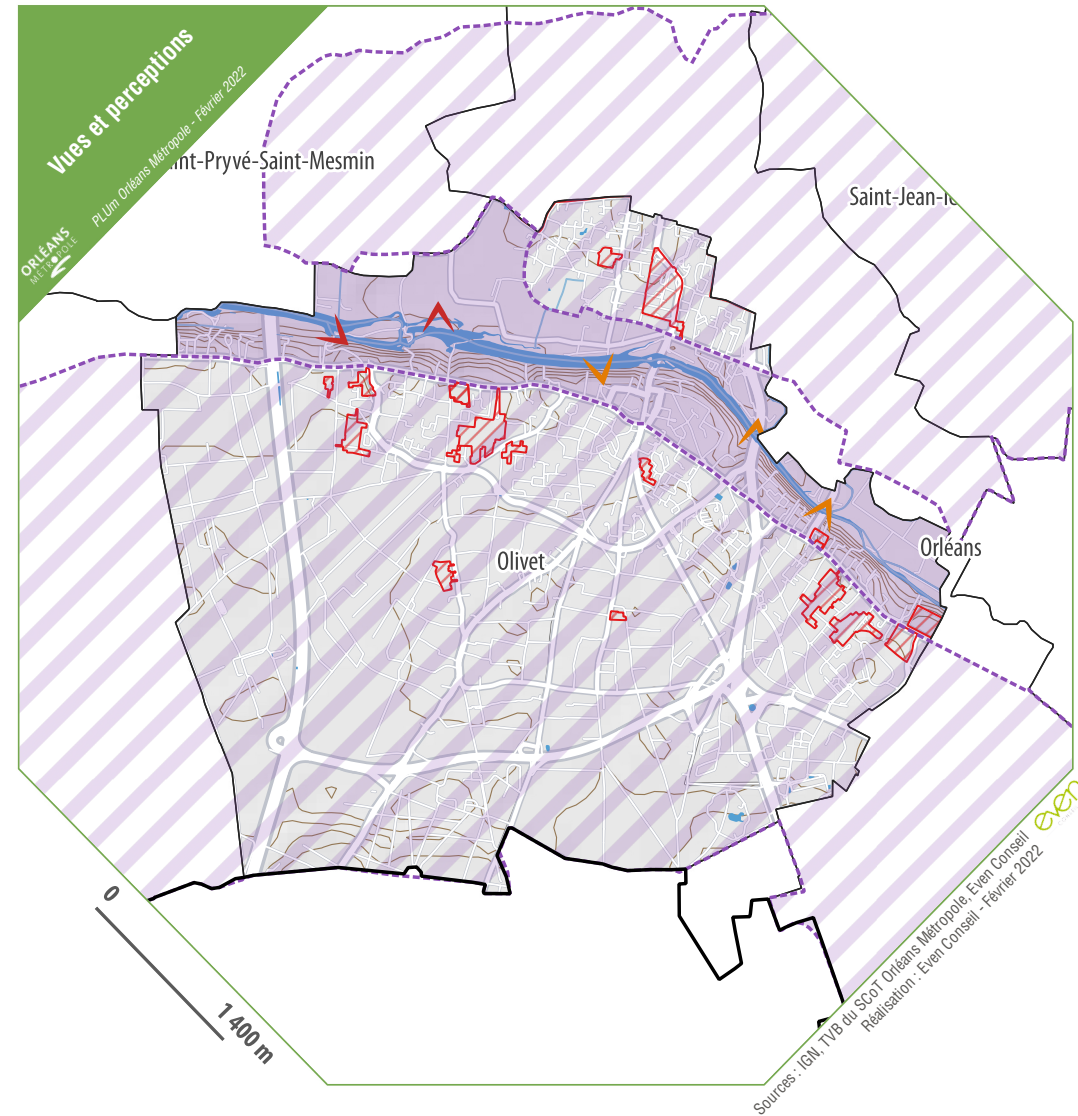 Vues et perceptions
PLUm Orléans Métropole - Février 2022
ORLÉANS
MÉTROPOLE
int-Pryvé-Saint-Mesmin
Saint-Jean-le
Olivet
Orléans
0
1 400 m
even
Sources : IGN, TVB du SCoT Orléans Métropole, Even Conseil
Réalisation : Even Conseil - Février 2022